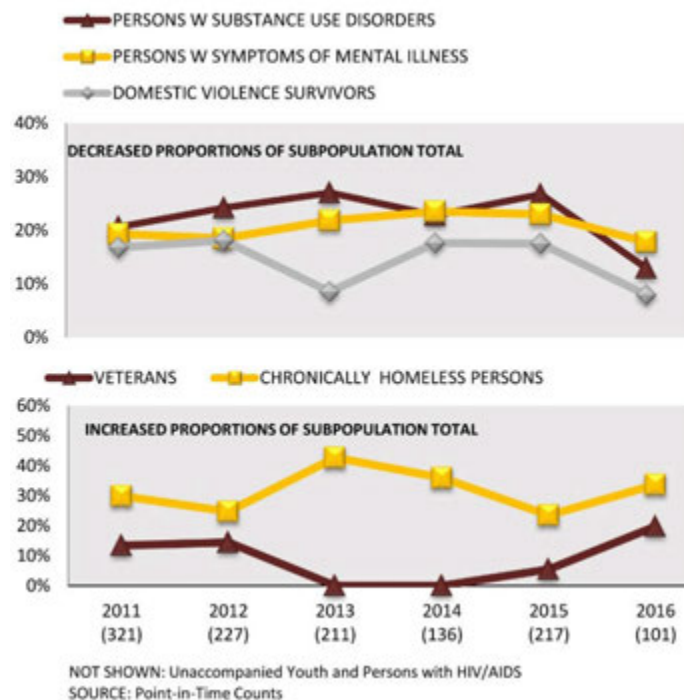 PERSONS W SUBSTANCE USE DISORDERS
PERSONS W SYMPTOMS OF MENTAL ILLNESS
DOMESTIC VIOLENCE SURVIVORS
40%
DECREASED PROPORTIONS OF SUBPOPULATION TOTAL
30%
20%
10%
0%
VETERANS CHRONICALLY HOMELESS PERSONS
60%
INCREASED PROPORTIONS OF SUBPOPULATION TOTAL
50%
40%
30%
20%
10%
0%
2011 2012 2013 2014 2015 2016
(321) (227) (211) (136) (217) (101)
NOT SHOWN: Unaccompanied Youth and Persons with HIV/AIDS
SOURCE: Point-in-Time Counts